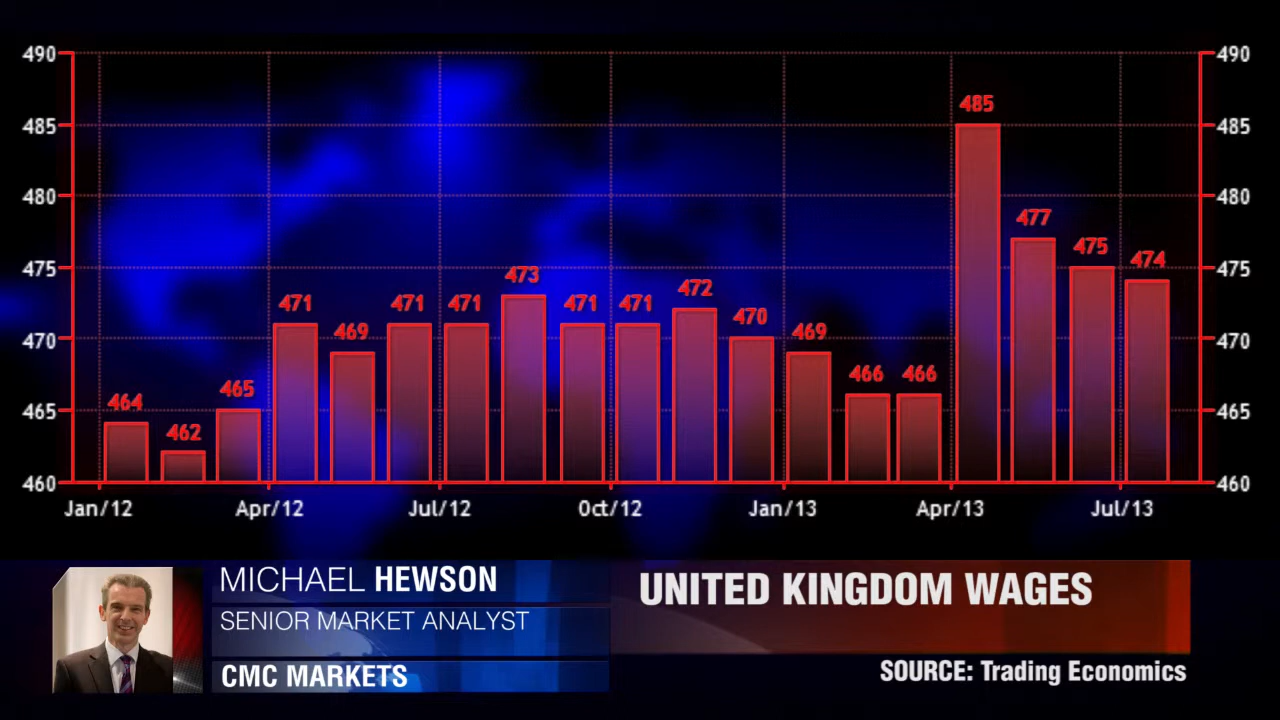 490 490
485
485 485
480 480
477
475 473 475 474 475
471 471 471 471 471 472
470 469 470 469 470
466 466
465 464 465 465
462
460 460
Jan/12 Apr/12 Jul/12 Oct/12 Jan/13 Apr/13 Jul/13
MICHAEL HEWSON
SENIOR MARKET ANALYST
CMC MARKETS
UNITED KINGDOM WAGES
SOURCE: Trading Economics